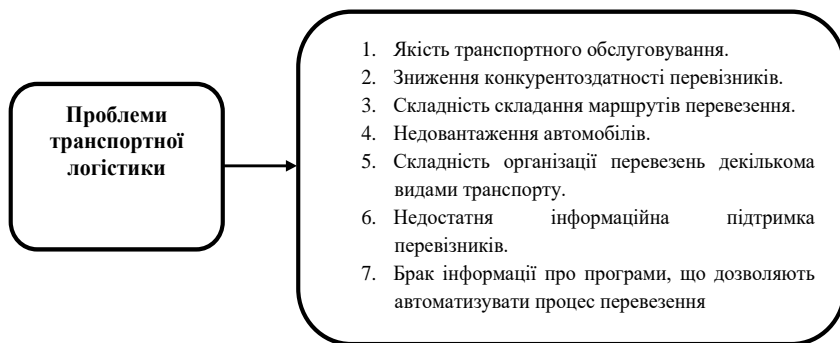 Проблеми
транспортної
логістики
1. Якість транспортного обслуговування.
2. Зниження конкурентоздатності перевізників.
3. Складність складання маршрутів перевезення.
4. Недовантаження автомобілів.
5. Складність організації перевезень декількома
видами транспорту.
6. Недостатня інформаційна підтримка
перевізників.
7. Брак інформації про програми, що дозволяють
автоматизувати процес перевезення